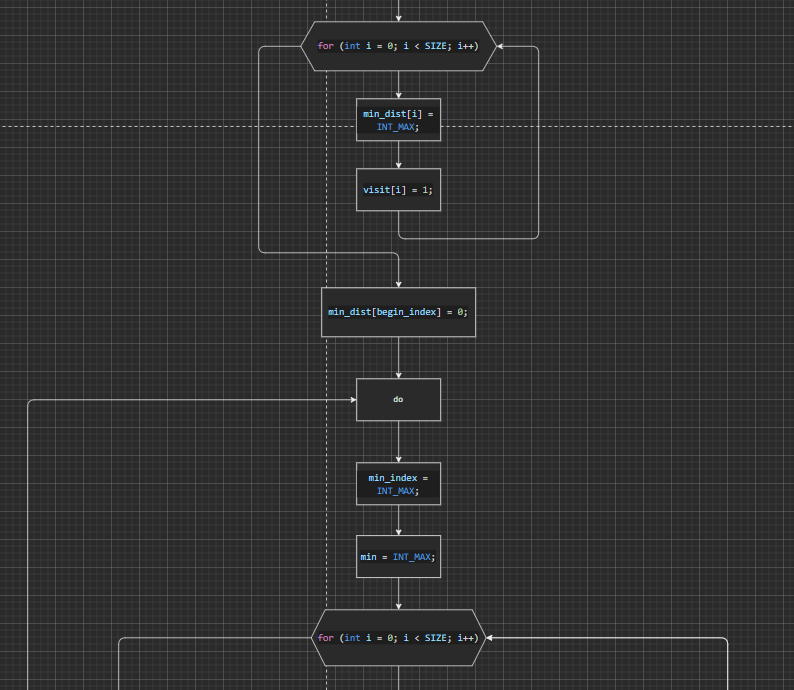 for (int i = 0; i < SIZE; i++)
min_dist[i] =
INT_MAX;
visit[i] = 1;
min_dist[begin_index] = 0;
do
min_index =
INT_MAX;
min = INT_MAX;
for (int i = 0; i < SIZE; i++)